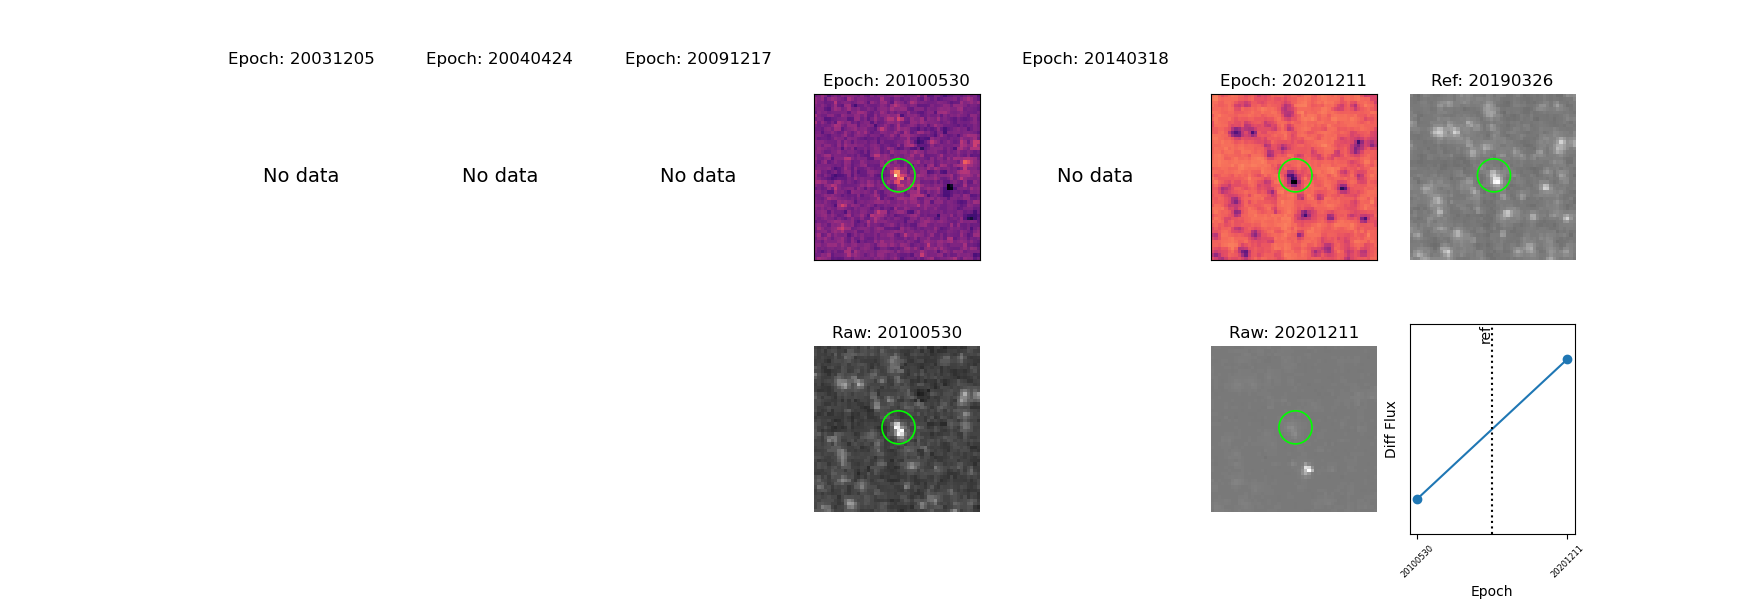 Epoch: 20031205
Epoch: 20040424
Epoch: 20091217
Epoch: 20100530
Epoch: 20140318
Epoch: 20201211
Ref: 20190326
No data
No data
No data
No data
Raw: 20100530
Raw: 20201211
ref
Diff Flux
20100530
20201211
Epoch